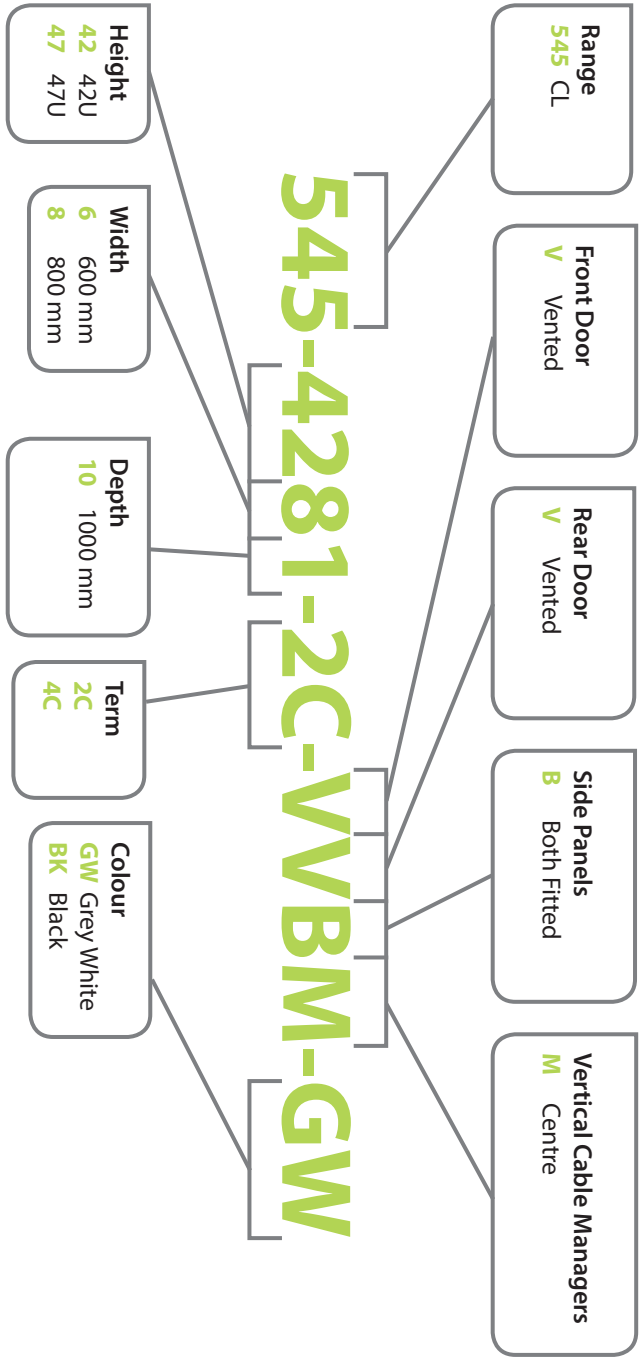 Range
545 CL
Front Door
V Vented
Rear Door
V Vented
Side Panels
B Both Fitted
Vertical Cable Managers
M Centre
545-4281-2C-VVBM-GW
Height
42 42U
47 47U
Width
6 600 mm
8 800 mm
Depth
10 1000 mm
Term
2C
4C
Colour
GW Grey White
BK Black